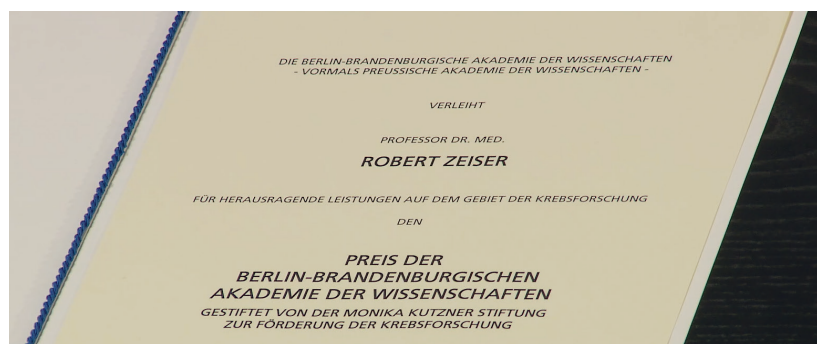 DIE BERLIN-BRANDENBURGISCHE AKADEMIE DER WISSENSCHAFTEN
- VORMALS PREUSSISCHE AKADEMIE DER WISSENSCHAFTEN -
VERLEIHT
PROFESSOR DR. MED.
ROBERT ZEISER
FÜR HERAUSRAGENDE LEISTUNGEN AUF DEM GEBIET DER KREBSFORSCHUNG
DEN
PREIS DER
BERLIN-BRANDENBURGISCHEN
AKADEMIE DER WISSENSCHAFTEN
GESTIFTET VON DER MONIKA KUTZNER STIFTUNG
ZUR FÖRDERUNG DER KREBSFORSCHUNG